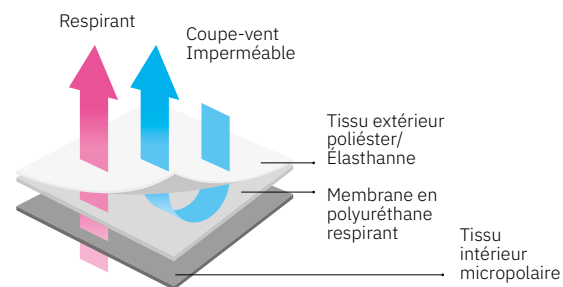 Respirant
Coupe-vent
Imperméable
Tissu extérieur
poliéster/
Élasthanne
Membrane en
polyuréthane
respirant
Tissu
intérieur
micropolaire